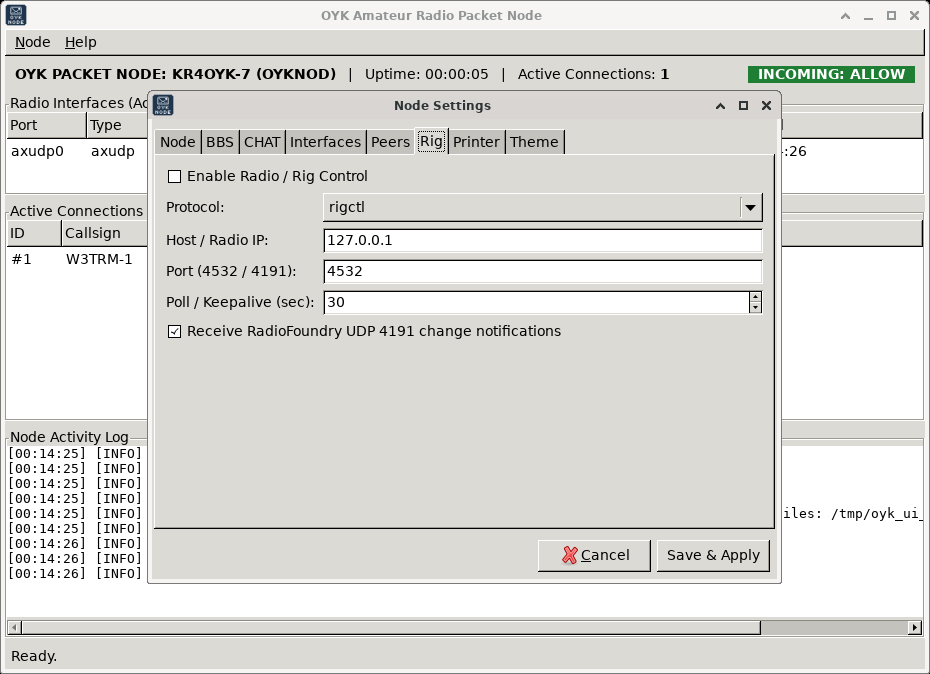 OYK Amateur Radio Packet Node
Node Help
OYK PACKET NODE: KR4OYK-7 (OYKNOD) | Uptime: 00:00:05 | Active Connections: 1 INCOMING: ALLOW
Radio Interfaces (Ac
Port Type
axudp0 axudp :26
Node Settings
Node BBS CHAT Interfaces Peers Rig Printer Theme
Enable Radio / Rig Control
Protocol: rigctl
Host / Radio IP: 127.0.0.1
Port (4532 / 4191): 4532
Poll / Keepalive (sec): 30
Receive RadioFoundry UDP 4191 change notifications
Cancel Save & Apply
Active Connections
ID Callsign
#1 W3TRM-1
Node Activity Log
[00:14:25] [INFO]
[00:14:25] [INFO]
[00:14:25] [INFO]
[00:14:25] [INFO]
[00:14:25] [INFO] iles: /tmp/oyk_ui_
[00:14:25] [INFO]
[00:14:26] [INFO]
[00:14:26] [INFO]
[00:14:26] [INFO]
Ready.